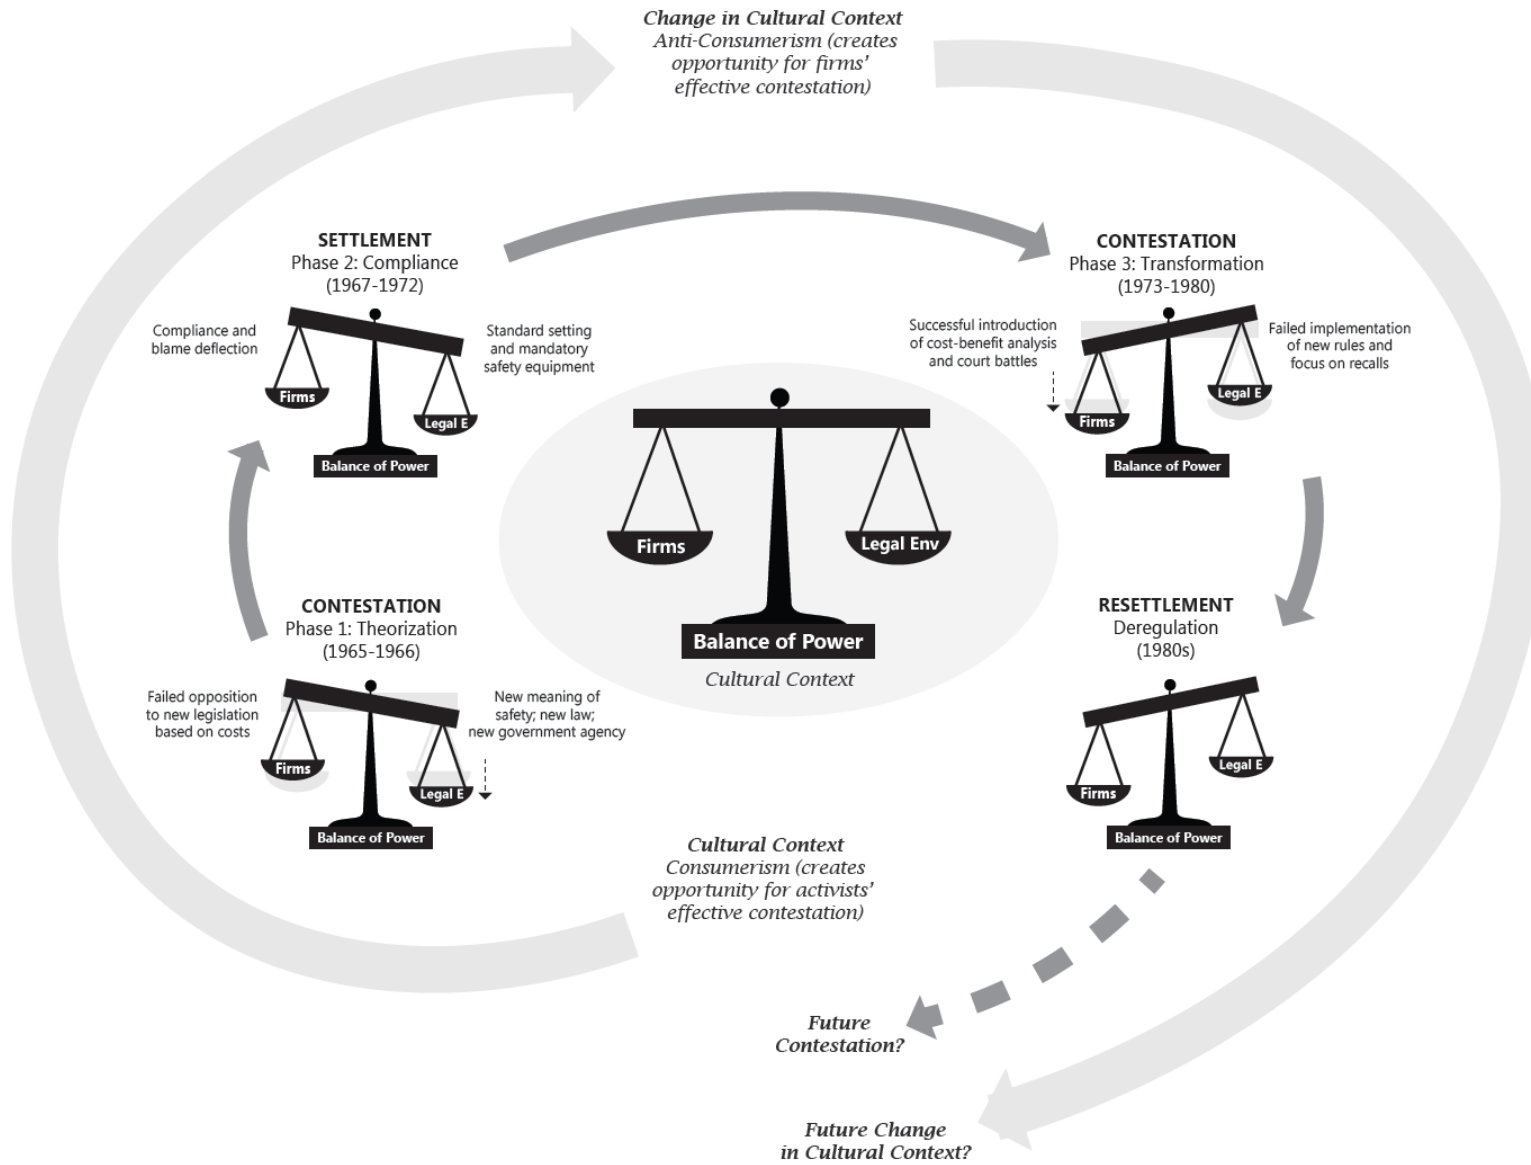 Change in Cultural Context
Anti-Consumerism (creates
opportunity for firms'
effective contestation)
SETTLEMENT
Phase 2: Compliance
(1967-1972)
Compliance and
blame deflection
Standard setting
and mandatory
safety equipment
Firms
Legal E
Balance of Power
CONTESTATION
Phase 3: Transformation
(1973-1980)
Successful introduction
of cost-benefit analysis
and court battles
Failed implementation
of new rules and
focus on recalls
Firms
Legal E
Balance of Power
Firms
Legal Env
Balance of Power
Cultural Context
CONTESTATION
Phase 1: Theorization
(1965-1966)
Failed opposition
to new legislation
based on costs
New meaning of
safety; new law;
new government agency
Firms
Legal E
Balance of Power
RESETTLEMENT
Deregulation
(1980s)
Firms
Legal E
Balance of Power
Cultural Context
Consumerism (creates
opportunity for activists'
effective contestation)
Future
Contestation?
Future Change
in Cultural Context?